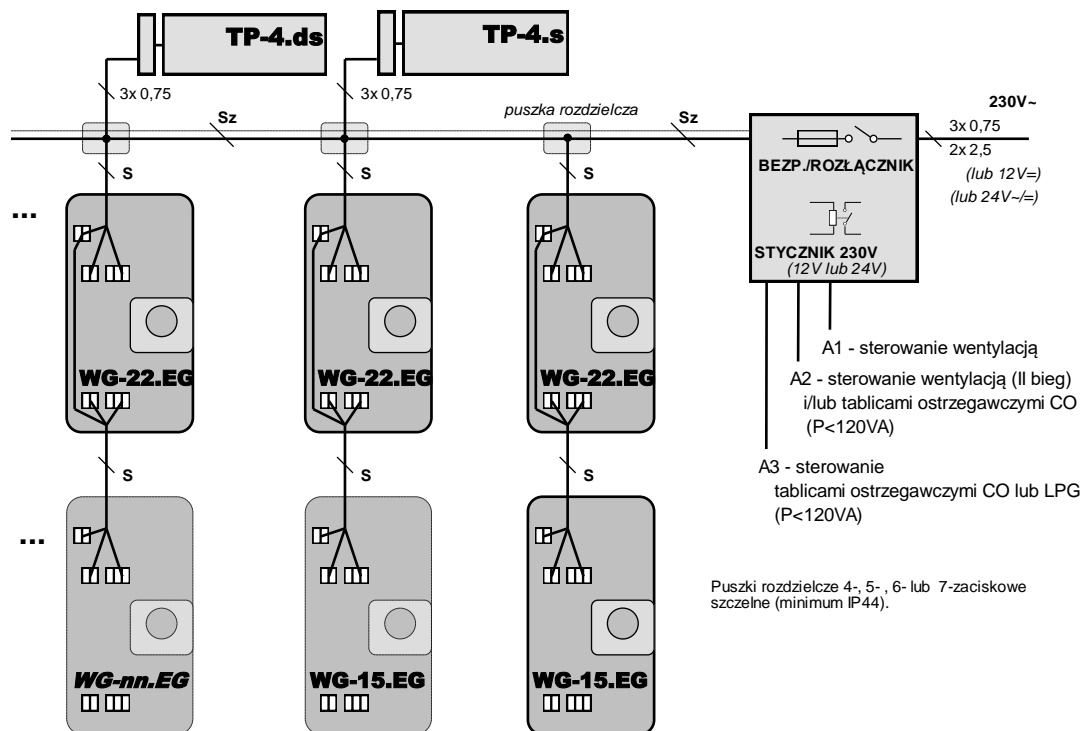 TP-4.ds
TP-4.s
3x 0,75
3x 0,75
puszka rozdzielcza
Sz
Sz
230V~
3x 0,75
2x 2,5
(lub 12V=)
(lub 24V~/=)
BEZP./ROZŁĄCZNIK
STYCZNIK 230V
(12V lub 24V)
S
S
S
...
WG-22.EG
WG-22.EG
WG-22.EG
A1 - sterowanie wentylacją
A2 - sterowanie wentylacją (II bieg)
i/lub tablicami ostrzegawczymi CO
(P<120VA)
A3 - sterowanie
tablicami ostrzegawczymi CO lub LPG
(P<120VA)
S
S
S
...
WG-nn.EG
WG-15.EG
WG-15.EG
Puszki rozdzielcze 4-, 5- , 6- lub 7-zaciskowe
szczelne (minimum IP44).